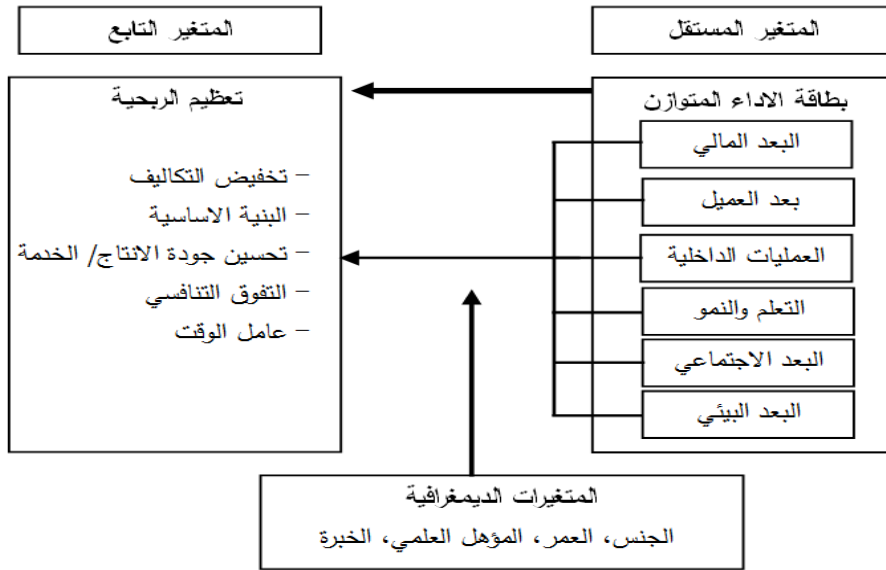 المتغير المستقل
المتغير التابع
بطاقة الاداء المتوازن
البعد المالي
بعد العميل
العمليات الداخلية
التعلم والنمو
البعد الاجتماعي
البعد البيئي
تعظيم الربحية
- تخفيض التكاليف
- البنية الاساسية
- تحسين جودة الانتاج/ الخدمة
- التفوق التنافسي
- عامل الوقت
المتغيرات الديمغرافية
الجنس، العمر، المؤهل العلمي، الخبرة